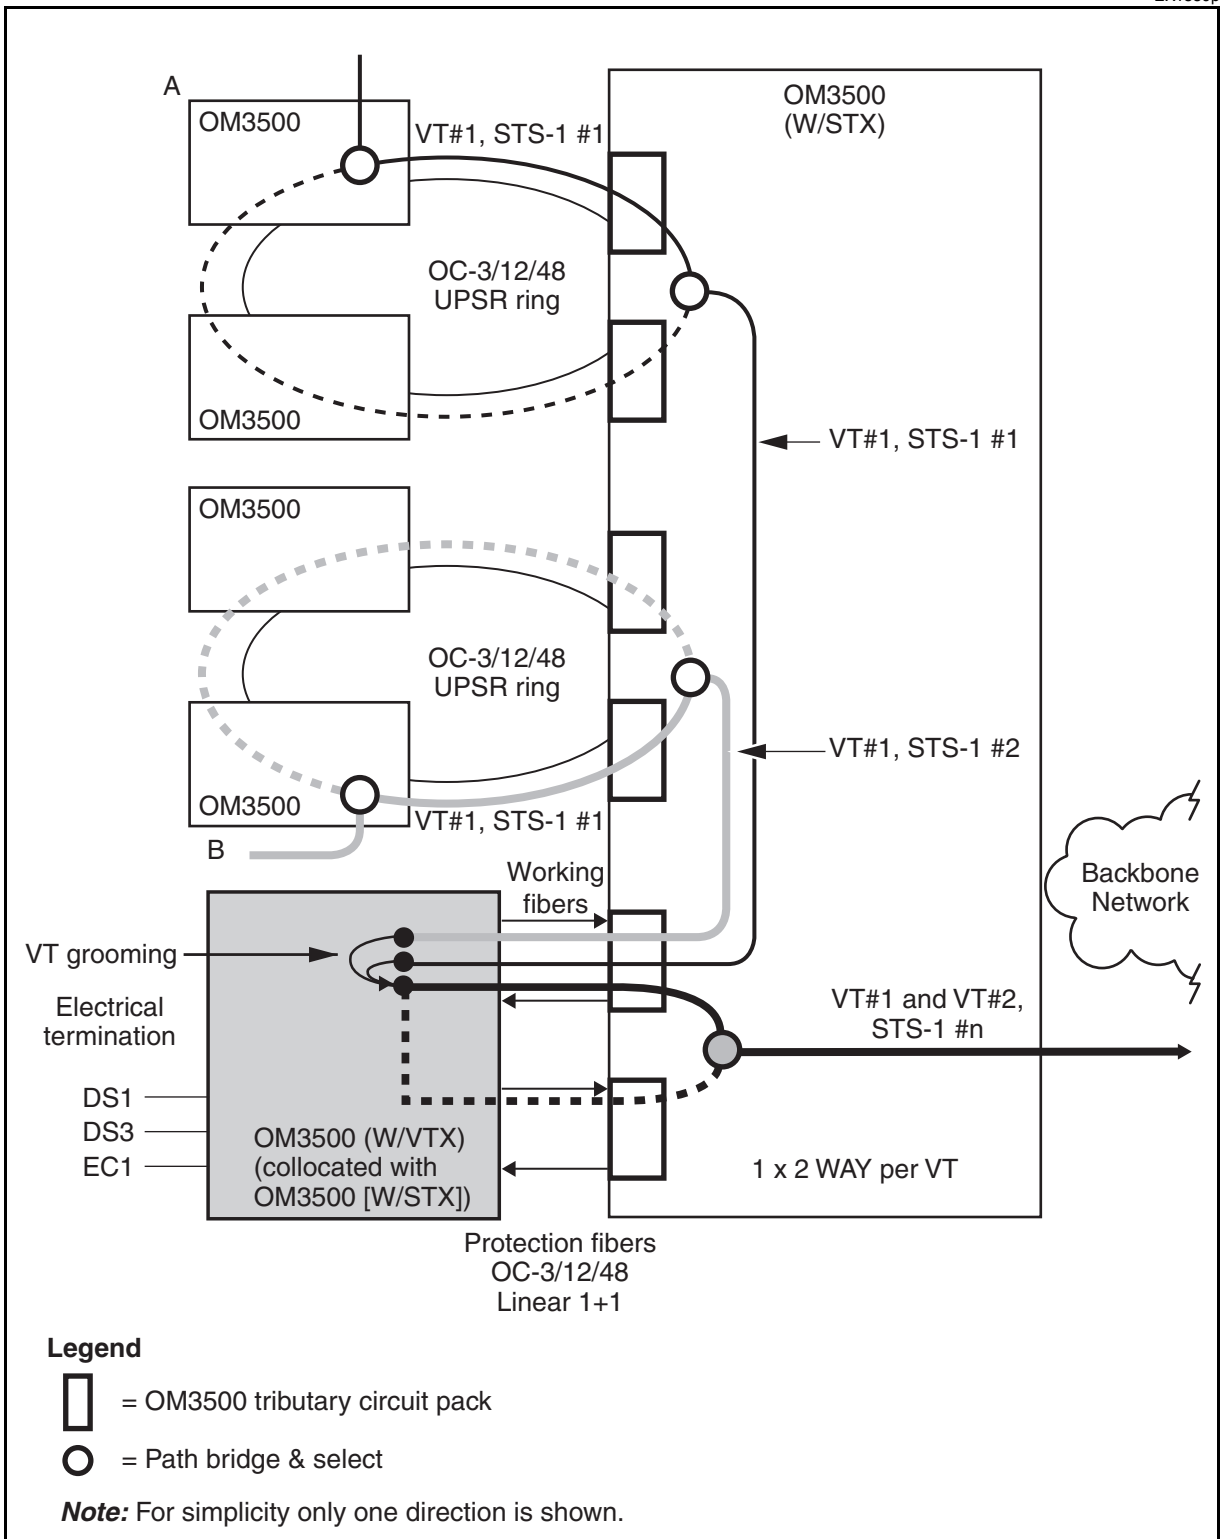 A
OM3500
VT#1, STS-1 #1
OM3500
(W/STX)
OC-3/12/48
UPSR ring
OM3500
VT#1, STS-1 #1
OM3500
OC-3/12/48
UPSR ring
VT#1, STS-1 #2
OM3500
VT#1, STS-1 #1
B
Working
fibers
Backbone
Network
VT grooming
Electrical
termination
VT#1 and VT#2,
STS-1 #n
DS1
DS3
EC1
OM3500 (W/VTX)
(collocated with
OM3500 [W/STX])
1 x 2 WAY per VT
Protection fibers
OC-3/12/48
Linear 1+1
Legend
= OM3500 tributary circuit pack
= Path bridge & select
Note: For simplicity only one direction is shown.